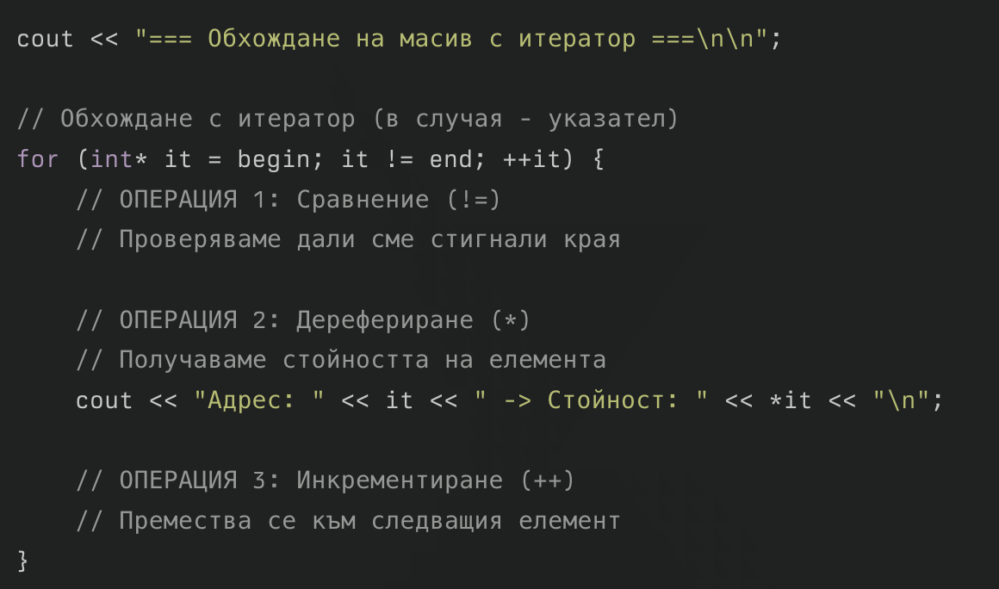 cout << "=== Обхождане на масив с итератор ===\n\n";
// Обхождане с итератор (в случая - указател)
for (int* it = begin; it != end; ++it) {
// ОПЕРАЦИЯ 1: Сравнение (!=)
// Проверяваме дали сме стигнали края
// ОПЕРАЦИЯ 2: Дерефериране (*)
// Получаваме стойността на елемента
cout << "Адрес: " << it << " -> Стойност: " << *it << "\n";
// ОПЕРАЦИЯ 3: Инкрементиране (++)
// Премества се към следващия елемент
}